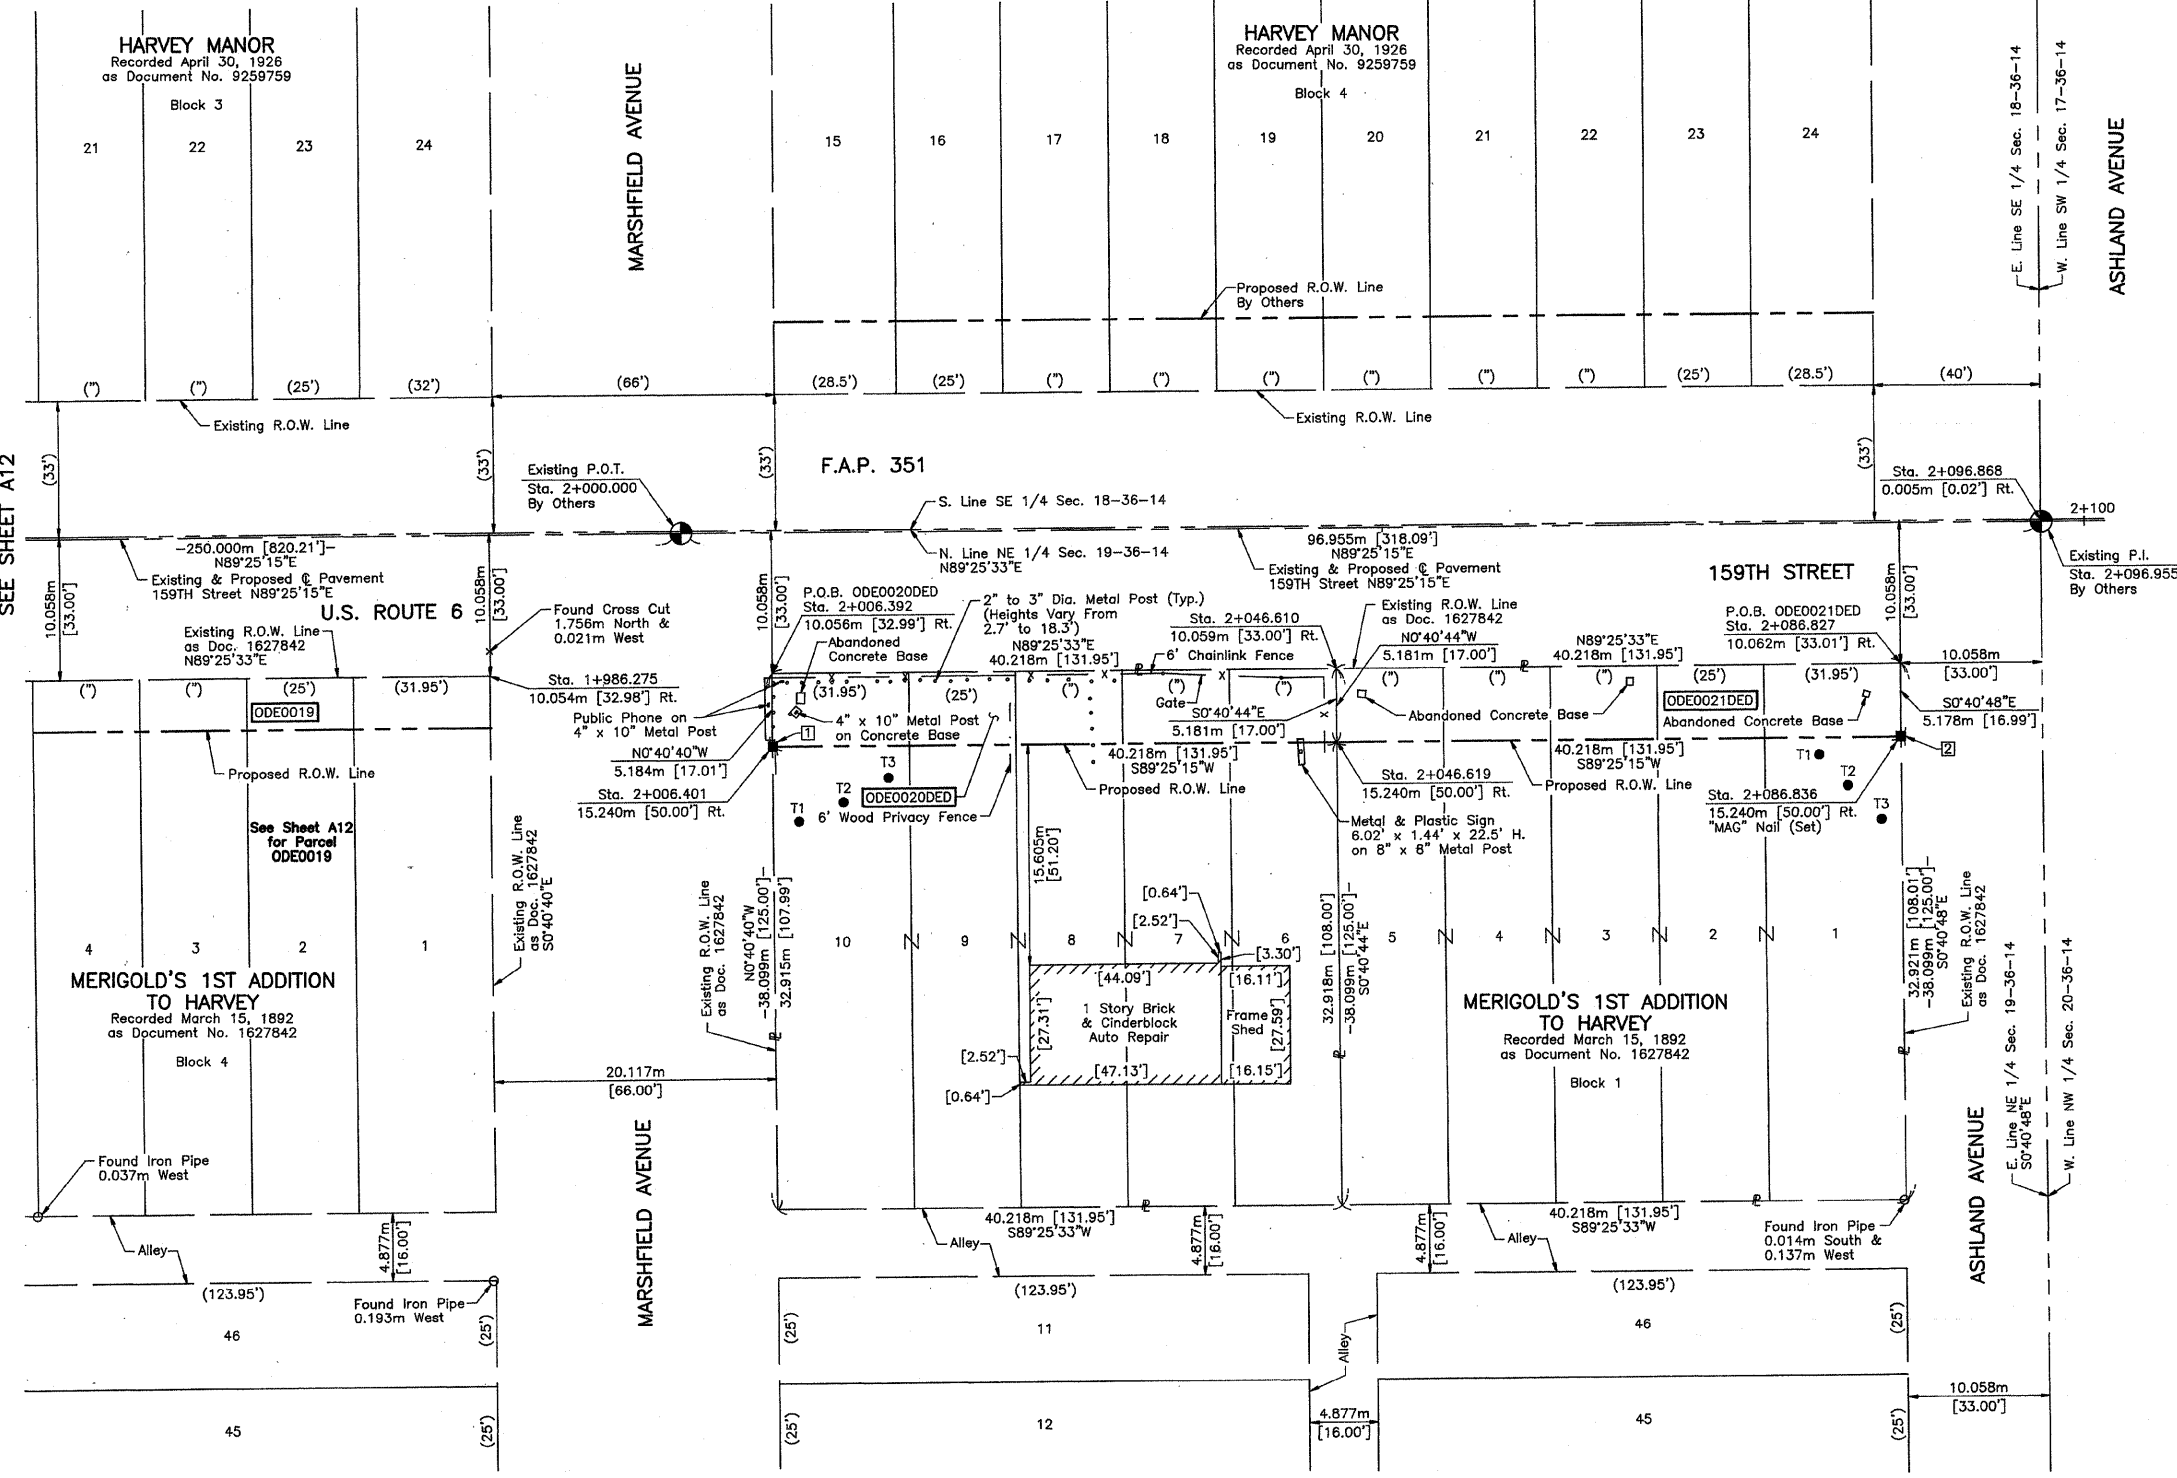 HARVEY MANOR
Recorded April 30, 1926
as Document No. 9259759
Block 3
21
22
23
24
MARSHFIELD AVENUE
HARVEY MANOR
Recorded April 30, 1926
as Document No. 9259759
Block 4
15
16
17
18
19
20
21
22
23
24
E. Line SE 1/4 Sec. 18-36-14
W. Line SW 1/4 Sec. 17-36-14
ASHLAND AVENUE
Proposed R.O.W. Line
By Others
(")
(")
(25')
(32')
(66')
(28.5')
(25')
(")
(")
(")
(")
(")
(")
(25')
(28.5')
(40')
Existing R.O.W. Line
Existing R.O.W. Line
SEE SHEET A12
(33')
(33')
(33')
(33')
Existing P.O.T.
Sta. 2+000.000
By Others
F.A.P. 351
S. Line SE 1/4 Sec. 18-36-14
N. Line NE 1/4 Sec. 19-36-14
N89°25'33"E
Sta. 2+096.868
0.005m [0.02'] Rt.
2+100
Existing P.I.
Sta. 2+096.955
By Others
-250.000m [820.21']-
N89°25'15"E
Existing & Proposed ℄ Pavement
159TH Street N89°25'15"E
96.955m [318.09']
N89°25'15"E
Existing & Proposed ℄ Pavement
159TH Street N89°25'15"E
159TH STREET
U.S. ROUTE 6
10.058m
[33.00']
10.058m
[33.00']
10.058m
[33.00']
10.058m
[33.00']
Existing R.O.W. Line
as Doc. 1627842
N89°25'33"E
Found Cross Cut
1.756m North &
0.021m West
P.O.B. ODE0020DED
Sta. 2+006.392
10.056m [32.99'] Rt.
Abandoned
Concrete Base
2" to 3" Dia. Metal Post (Typ.)
(Heights Vary From
2.7' to 18.3')
N89°25'33"E
40.218m [131.95']
Sta. 2+046.610
10.059m [33.00'] Rt.
6' Chainlink Fence
Existing R.O.W. Line
as Doc. 1627842
N0°40'44"W
5.181m [17.00']
N89°25'33"E
40.218m [131.95']
P.O.B. ODE0021DED
Sta. 2+086.827
10.062m [33.01'] Rt.
10.058m
[33.00']
(")
(")
(25')
(31.95')
ODE0019
Sta. 1+986.275
10.054m [32.98'] Rt.
Public Phone on
4" x 10" Metal Post
(31.95')
(25')
(")
(")
(")
4" x 10" Metal Post
on Concrete Base
1
Gate
S0°40'44"E
5.181m [17.00']
(")
(")
(")
(25')
(31.95')
ODE0021DED
Abandoned Concrete Base
Abandoned Concrete Base
S0°40'48"E
5.178m [16.99']
2
N0°40'40"W
5.184m [17.01']
Sta. 2+006.401
15.240m [50.00'] Rt.
Proposed R.O.W. Line
T1
T2
T3
ODE0020DED
6' Wood Privacy Fence
40.218m [131.95']
S89°25'15"W
Proposed R.O.W. Line
Sta. 2+046.619
15.240m [50.00'] Rt.
40.218m [131.95']
S89°25'15"W
Proposed R.O.W. Line
T1
T2
T3
Sta. 2+086.836
15.240m [50.00'] Rt.
"MAG" Nail (Set)
Metal & Plastic Sign
6.02' x 1.44' x 22.5' H.
on 8" x 8" Metal Post
See Sheet A12
for Parcel
ODE0019
15.605m
[51.20']
Existing R.O.W. Line
as Doc. 1627842
S0°40'40"E
Existing R.O.W. Line
as Doc. 1627842
N0°40'40"W
-38.099m [125.00']-
32.915m [107.99']
32.918m [108.00']
-38.099m [125.00']-
S0°40'44"E
32.921m [108.01']
-38.099m [125.00']-
S0°40'48"E
Existing R.O.W. Line
as Doc. 1627842
4
3
2
1
10
9
8
7
6
5
4
3
2
1
[0.64']
[2.52']
[3.30']
[44.09']
[16.11']
[27.31']
1 Story Brick
& Cinderblock
Auto Repair
Frame
Shed
[27.59']
[47.13']
[16.15']
[2.52']
[0.64']
MERIGOLD'S 1ST ADDITION
TO HARVEY
Recorded March 15, 1892
as Document No. 1627842
Block 4
MERIGOLD'S 1ST ADDITION
TO HARVEY
Recorded March 15, 1892
as Document No. 1627842
Block 1
E. Line NE 1/4 Sec. 19-36-14
S0°40'48"E
W. Line NW 1/4 Sec. 20-36-14
20.117m
[66.00']
MARSHFIELD AVENUE
ASHLAND AVENUE
Found Iron Pipe
0.037m West
Alley
4.877m
[16.00']
40.218m [131.95']
S89°25'33"W
Alley
4.877m
[16.00']
4.877m
[16.00']
Alley
40.218m [131.95']
S89°25'33"W
Found Iron Pipe
0.014m South &
0.137m West
(123.95')
Found Iron Pipe
0.193m West
(123.95')
(123.95')
46
(25')
(25')
11
Alley
46
(25')
45
(25')
(25')
12
4.877m
[16.00']
45
(25')
10.058m
[33.00']